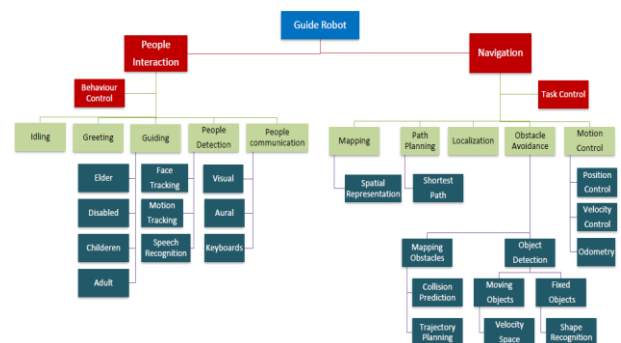 Guide Robot
People
Interaction
Navigation
Behaviour
Control
Task Control
Idling
Greeting
Guiding
People
Detection
People
communication
Mapping
Path
Planning
Localization
Obstacle
Avoidance
Motion
Control
Elder
Disabled
Childeren
Adult
Face
Tracking
Motion
Tracking
Speech
Recognition
Visual
Aural
Keyboards
Spatial
Representation
Shortest
Path
Position
Control
Velocity
Control
Odometry
Mapping
Obstacles
Object
Detection
Collision
Prediction
Trajectory
Planning
Moving
Objects
Fixed
Objects
Velocity
Space
Shape
Recognition